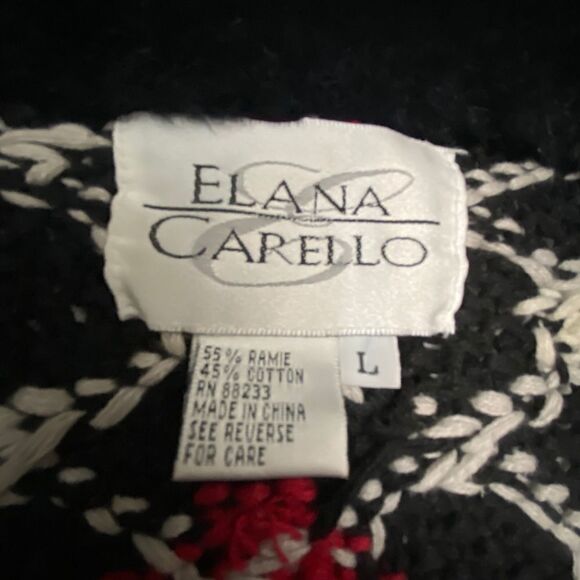 ELANA
CARELLO
L
55% RAMIE
45% COTTON
RN 88233
MADE IN CHINA
SEE REVERSE
FOR CARE